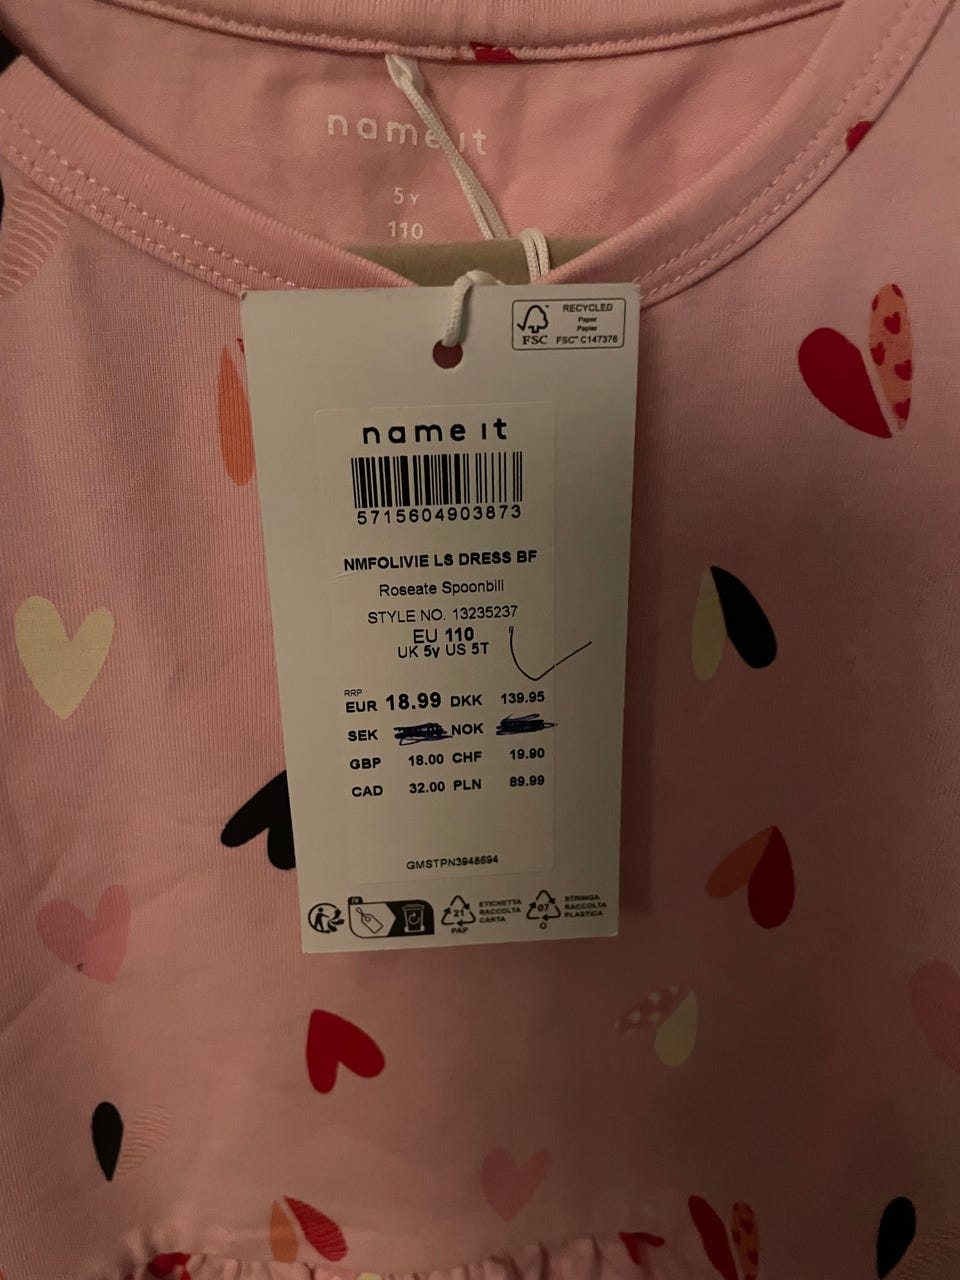 name it
5Y
110
RECYCLED
Paper
Papier
FSC™ C147376
FSC
name it
5715604903873
NMFOLIVIE LS DRESS BF
Roseate Spoonbill
STYLE NO. 13235237
EU 110
UK 5y US 5T
RRP
EUR 18.99 DKK 139.95
SEK NOK
GBP 18.00 CHF 19.90
CAD 32.00 PLN 89.99
GMSTPN3948694
FR
21
PAP
ETICHETTA
RACCOLTA
CARTA
07
O
STRINGA
RACCOLTA
PLASTICA